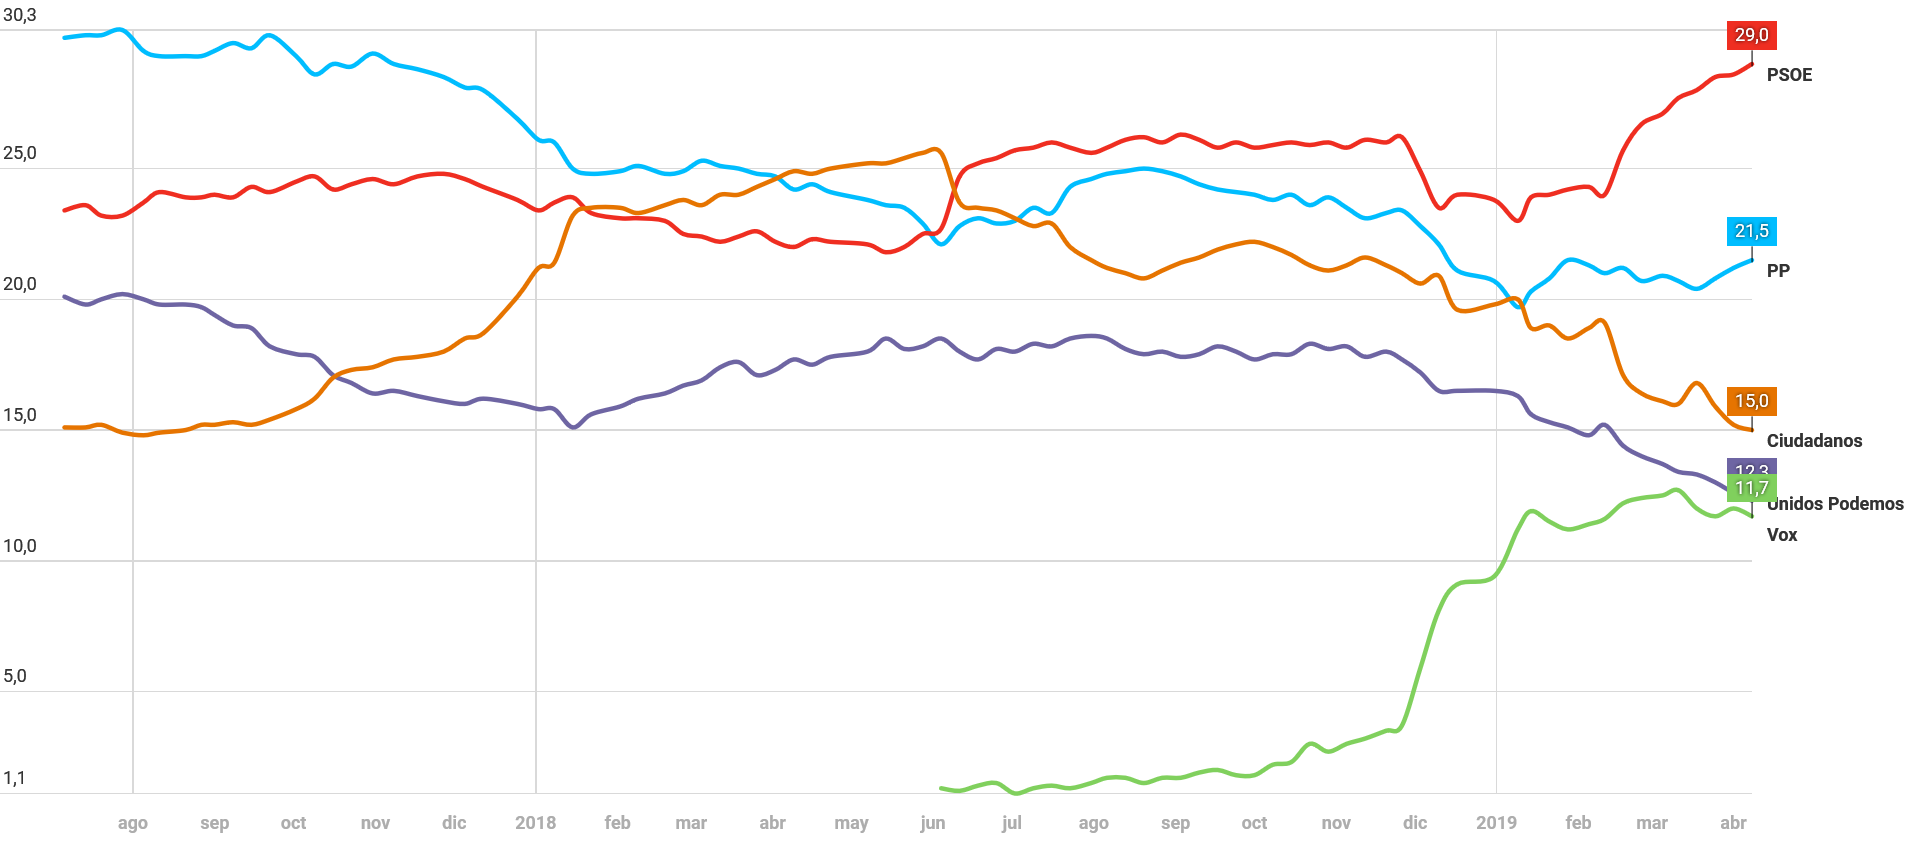 30,3
29,0
PSOE
25,0
21,5
PP
20,0
15,0
15,0
Ciudadanos
12,3
11,7
Unidos Podemos
Vox
10,0
5,0
1,1
ago sep oct nov dic 2018 feb mar abr may jun jul ago sep oct nov dic 2019 feb mar abr